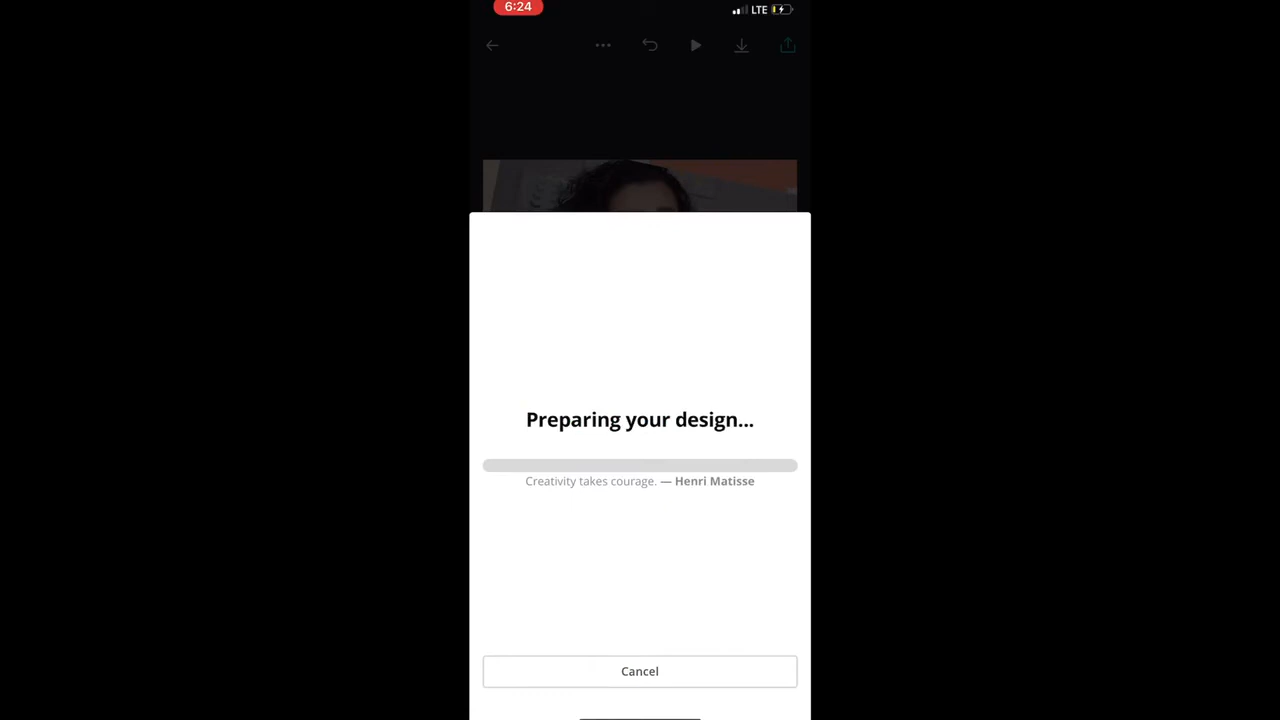 6:24
LTE
Preparing your design...
Creativity takes courage. — Henri Matisse
Cancel